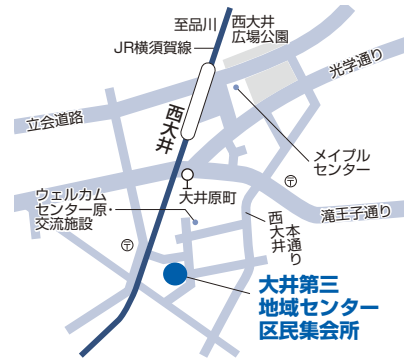 至品川
西大井
広場公園
JR横須賀線
光学通り
立会道路
西大井
メイプル
センター
ウェルカム
センター原・
交流施設
大井原町
〒
滝王子通り
西大井本通り
〒
大井第三
地域センター
区民集会所